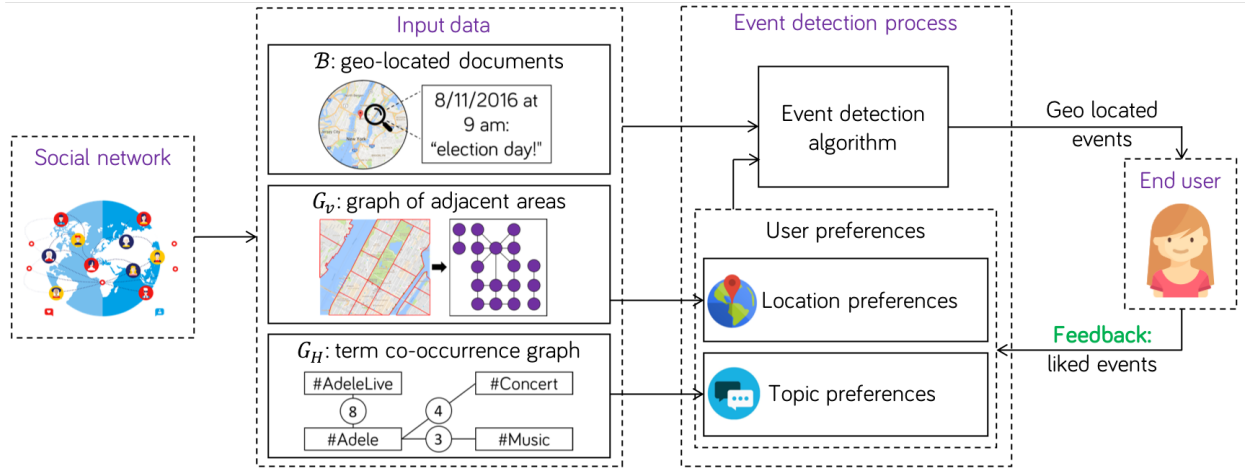 Social network
Input data
ℬ: geo-located documents
8/11/2016 at
9 am:
“election day!"
G_v: graph of adjacent areas
G_H: term co-occurrence graph
#AdeleLive
#Concert
8
4
#Adele
3
#Music
Event detection process
Event detection
algorithm
User preferences
Location preferences
Topic preferences
Geo located
events
End user
Feedback:
liked events